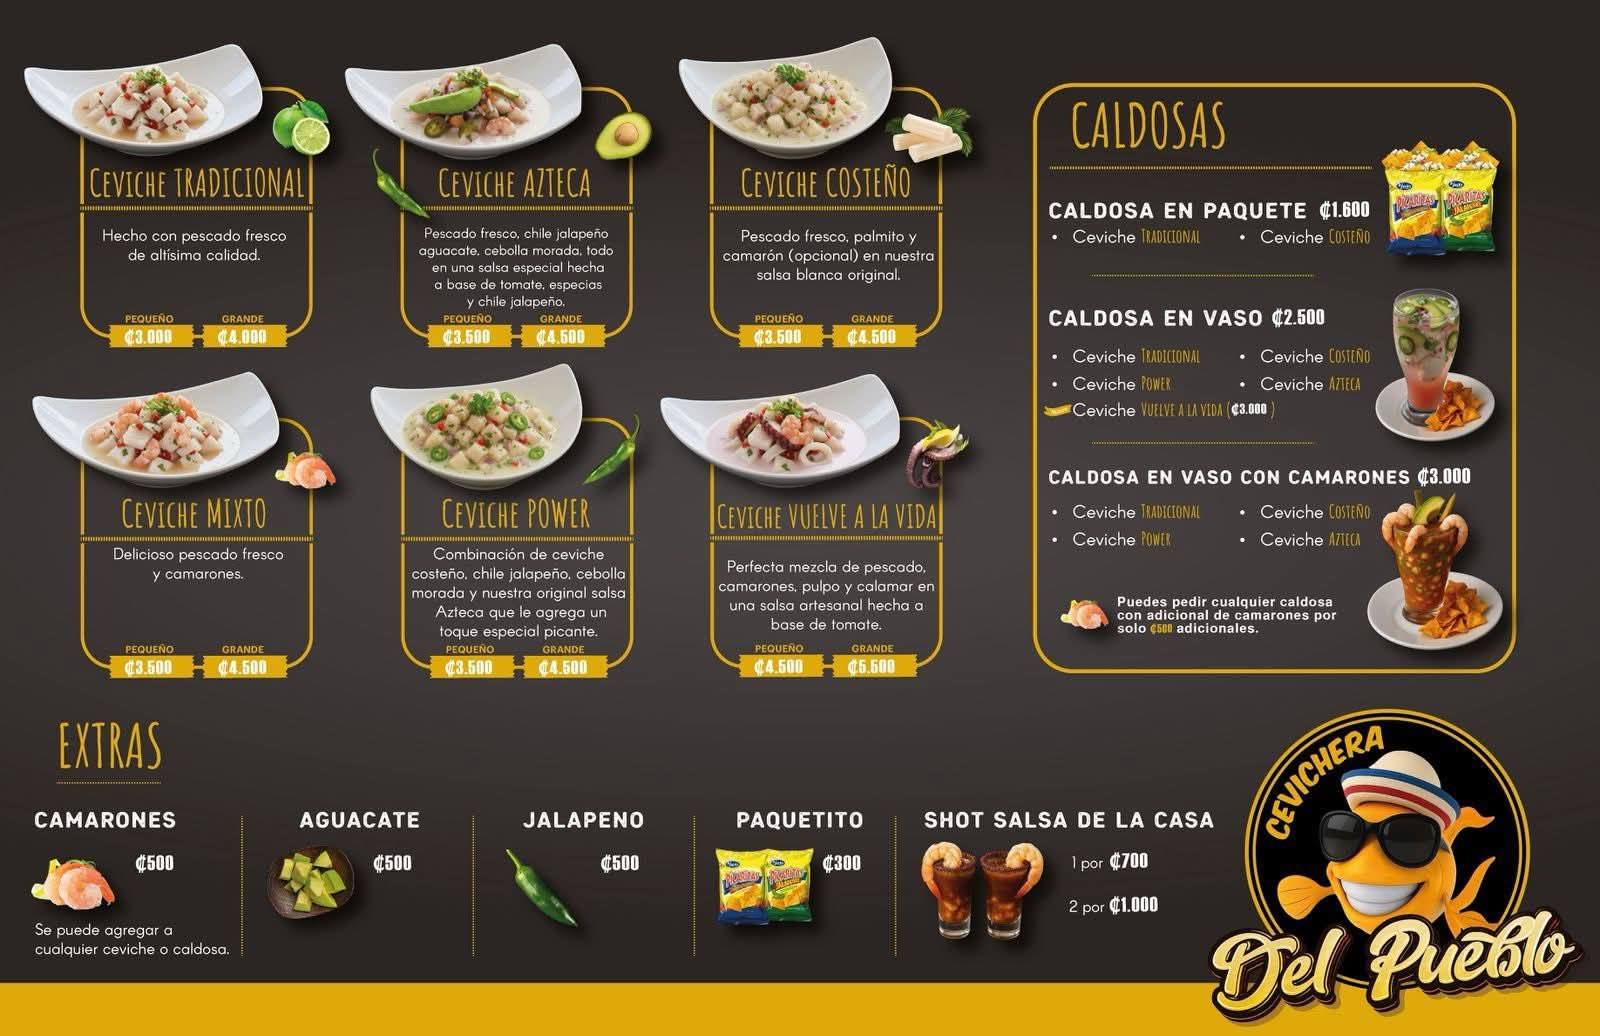 Ceviche TRADICIONAL
Hecho con pescado fresco
de altísima calidad.
PEQUEÑO GRANDE
₡3.000 ₡4.000
Ceviche AZTECA
Pescado fresco, chile jalapeño
aguacate, cebolla morada, todo
en una salsa especial hecha
a base de tomate, especias
y chile jalapeño.
PEQUEÑO GRANDE
₡3.500 ₡4.500
Ceviche COSTEÑO
Pescado fresco, palmito y
camarón (opcional) en nuestra
salsa blanca original.
PEQUEÑO GRANDE
₡3.500 ₡4.500
Ceviche MIXTO
Delicioso pescado fresco
y camarones.
PEQUEÑO GRANDE
₡3.500 ₡4.500
Ceviche POWER
Combinación de ceviche
costeño, chile jalapeño, cebolla
morada y nuestra original salsa
Azteca que le agrega un
toque especial picante.
PEQUEÑO GRANDE
₡3.500 ₡4.500
Ceviche VUELVE A LA VIDA
Perfecta mezcla de pescado,
camarones, pulpo y calamar en
una salsa artesanal hecha a
base de tomate.
PEQUEÑO GRANDE
₡4.500 ₡5.500
CALDOSAS
CALDOSA EN PAQUETE ₡1.600
• Ceviche TRADICIONAL • Ceviche COSTEÑO
PICARITAS PICARITAS
CALDOSA EN VASO ₡2.500
• Ceviche TRADICIONAL • Ceviche COSTEÑO
• Ceviche POWER • Ceviche AZTECA
Ceviche VUELVE A LA VIDA (₡3.000 )
CALDOSA EN VASO CON CAMARONES ₡3.000
• Ceviche TRADICIONAL • Ceviche COSTEÑO
• Ceviche POWER • Ceviche AZTECA
Puedes pedir cualquier caldosa
con adicional de camarones por
solo ₡500 adicionales.
EXTRAS
CAMARONES
₡500
Se puede agregar a
cualquier ceviche o caldosa.
AGUACATE
₡500
JALAPENO
₡500
PAQUETITO
PICARITAS PICARITAS
₡300
SHOT SALSA DE LA CASA
1 por ₡700
2 por ₡1.000
CEVICHERA
Del Pueblo